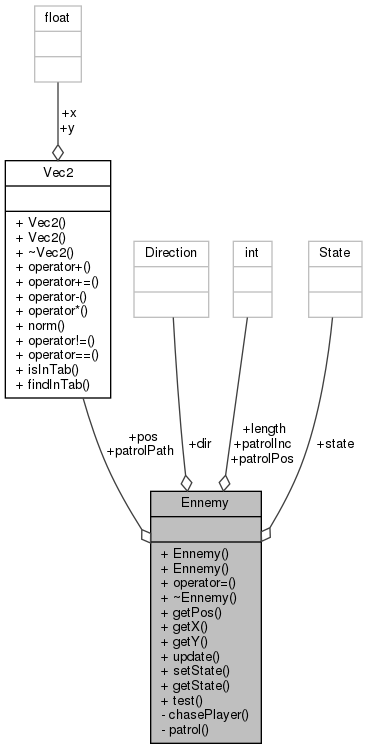 float
+x
+y
Vec2
+ Vec2()
+ Vec2()
+ ~Vec2()
+ operator+()
+ operator+=()
+ operator-()
+ operator*()
+ norm()
+ operator!=()
+ operator==()
+ isInTab()
+ findInTab()
Direction
int
State
+pos
+patrolPath
+dir
+length
+patrolInc
+patrolPos
+state
Ennemy
+ Ennemy()
+ Ennemy()
+ operator=()
+ ~Ennemy()
+ getPos()
+ getX()
+ getY()
+ update()
+ setState()
+ getState()
+ test()
- chasePlayer()
- patrol()